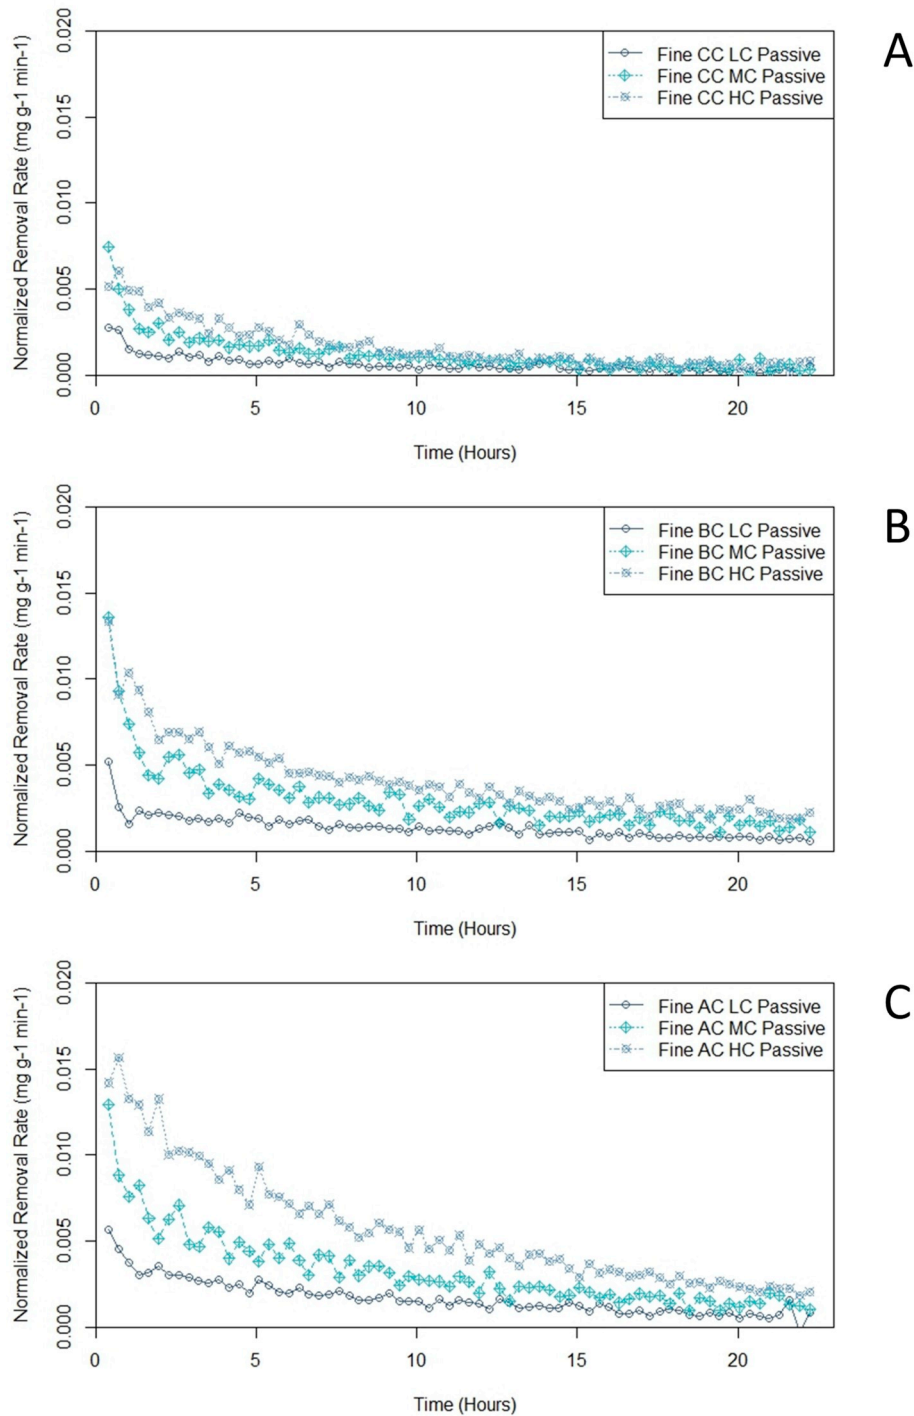 A
Normalized Removal Rate (mg g-1 min-1)
0.020
0.015
0.010
0.005
0.000
Fine CC LC Passive
Fine CC MC Passive
Fine CC HC Passive
0 5 10 15 20
Time (Hours)
B
Normalized Removal Rate (mg g-1 min-1)
0.020
0.015
0.010
0.005
0.000
Fine BC LC Passive
Fine BC MC Passive
Fine BC HC Passive
0 5 10 15 20
Time (Hours)
C
Normalized Removal Rate (mg g-1 min-1)
0.020
0.015
0.010
0.005
0.000
Fine AC LC Passive
Fine AC MC Passive
Fine AC HC Passive
0 5 10 15 20
Time (Hours)